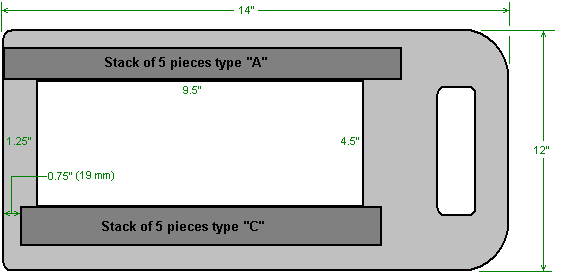 14"
Stack of 5 pieces type "A"
9.5"
1.25"
4.5"
12"
0.75" (19 mm)
Stack of 5 pieces type "C"